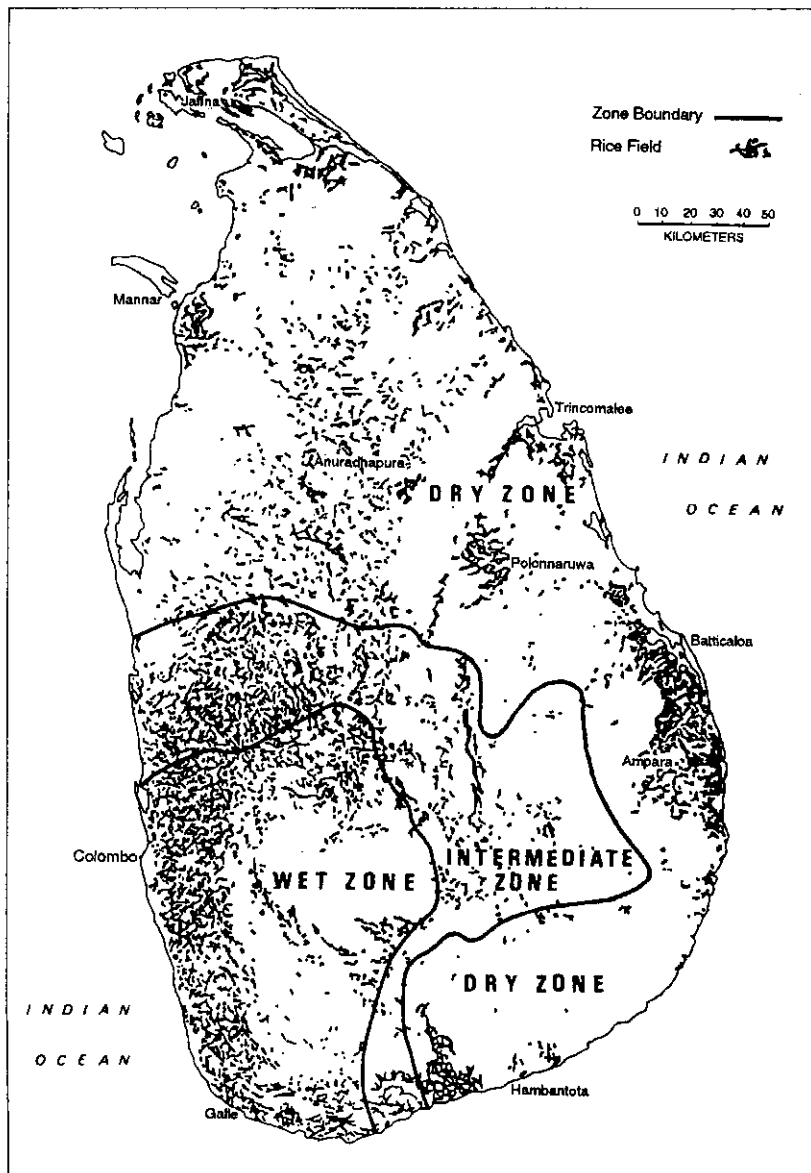 Zone Boundary
Rice Field
0 10 20 30 40 50
KILOMETERS
Jaffna
Mannar
Trincomalee
Anuradhapura
INDIAN
OCEAN
DRY ZONE
Polonnaruwa
Batticaloa
Ampara
Colombo
WET ZONE
INTERMEDIATE
ZONE
DRY ZONE
INDIAN
OCEAN
Hambantota
Galle